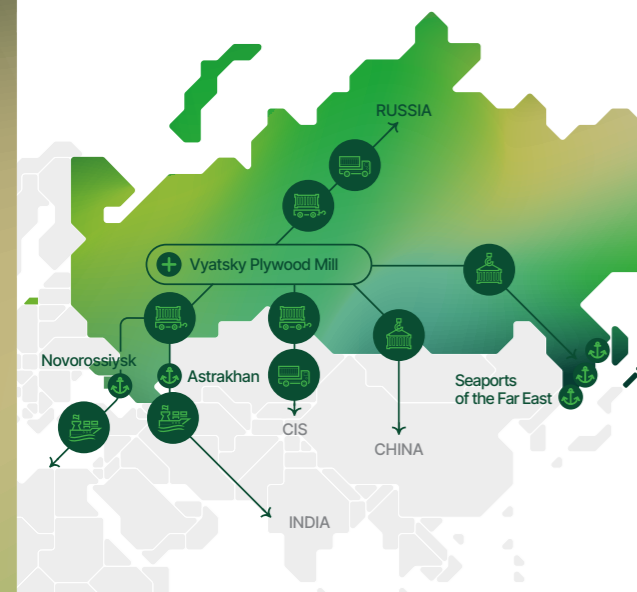 RUSSIA
Vyatsky Plywood Mill
Novorossiysk
Astrakhan
Seaports
of the Far East
CIS
CHINA
INDIA